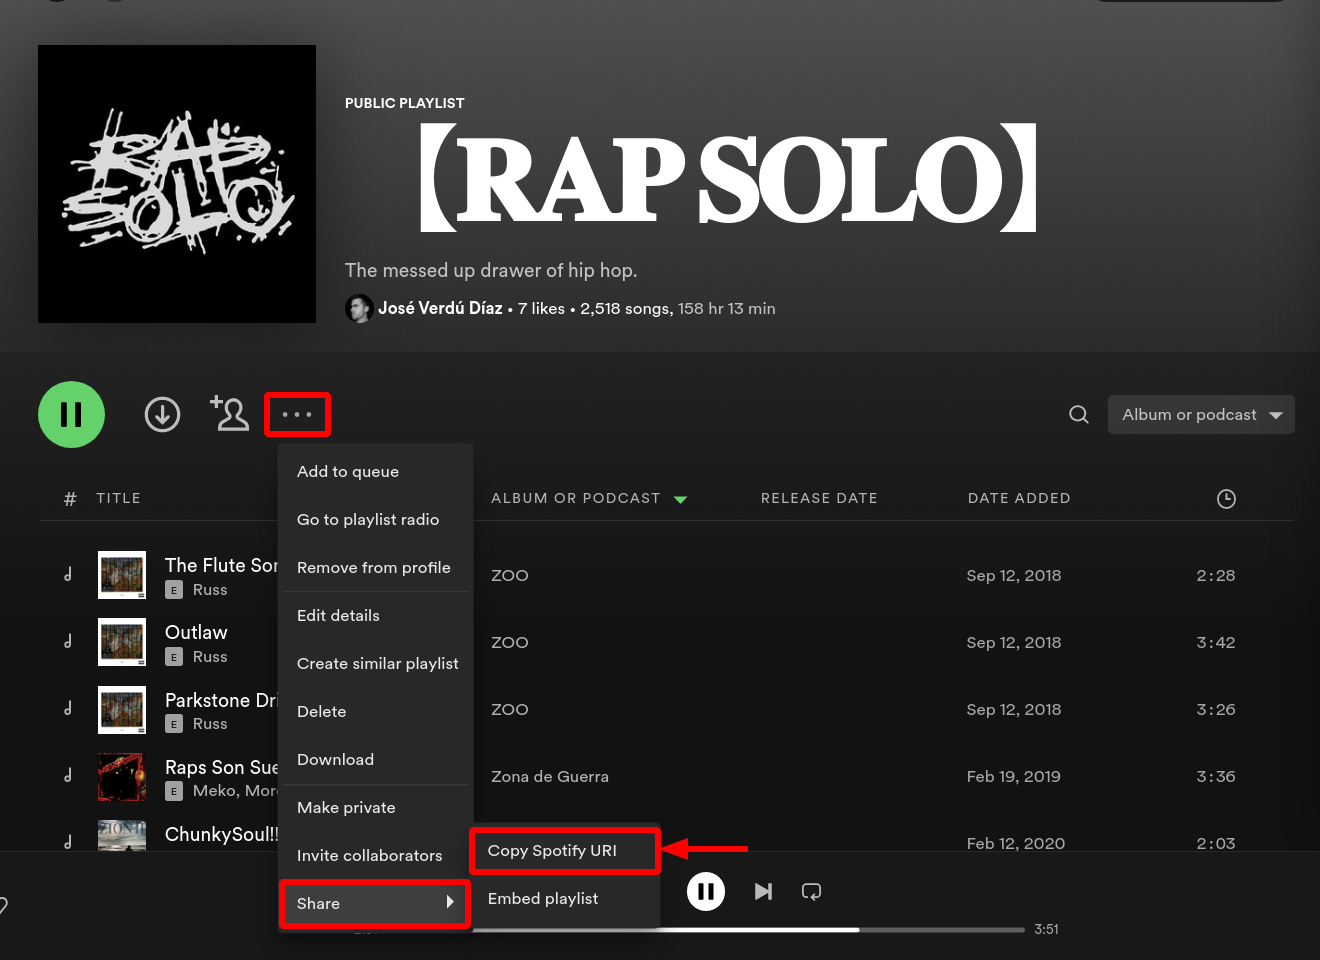 RAP
SOLO
PUBLIC PLAYLIST
【RAP SOLO】
The messed up drawer of hip hop.
José Verdú Díaz • 7 likes • 2,518 songs, 158 hr 13 min
Album or podcast
# TITLE ALBUM OR PODCAST RELEASE DATE DATE ADDED
Add to queue
Go to playlist radio
Remove from profile
Edit details
Create similar playlist
Delete
Download
Make private
Invite collaborators
Share
Copy Spotify URI
Embed playlist
The Flute Son
E Russ
ZOO Sep 12, 2018 2:28
Outlaw
E Russ
ZOO Sep 12, 2018 3:42
Parkstone Dri
E Russ
ZOO Sep 12, 2018 3:26
Raps Son Sue
E Meko, More
Zona de Guerra Feb 19, 2019 3:36
ChunkySoul!!
Feb 12, 2020 2:03
3:51